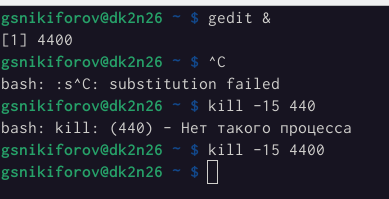 gsnikiforov@dk2n26 ~ $ gedit &
[1] 4400
gsnikiforov@dk2n26 ~ $ ^C
bash: :s^C: substitution failed
gsnikiforov@dk2n26 ~ $ kill -15 440
bash: kill: (440) – Нет такого процесса
gsnikiforov@dk2n26 ~ $ kill -15 4400
gsnikiforov@dk2n26 ~ $